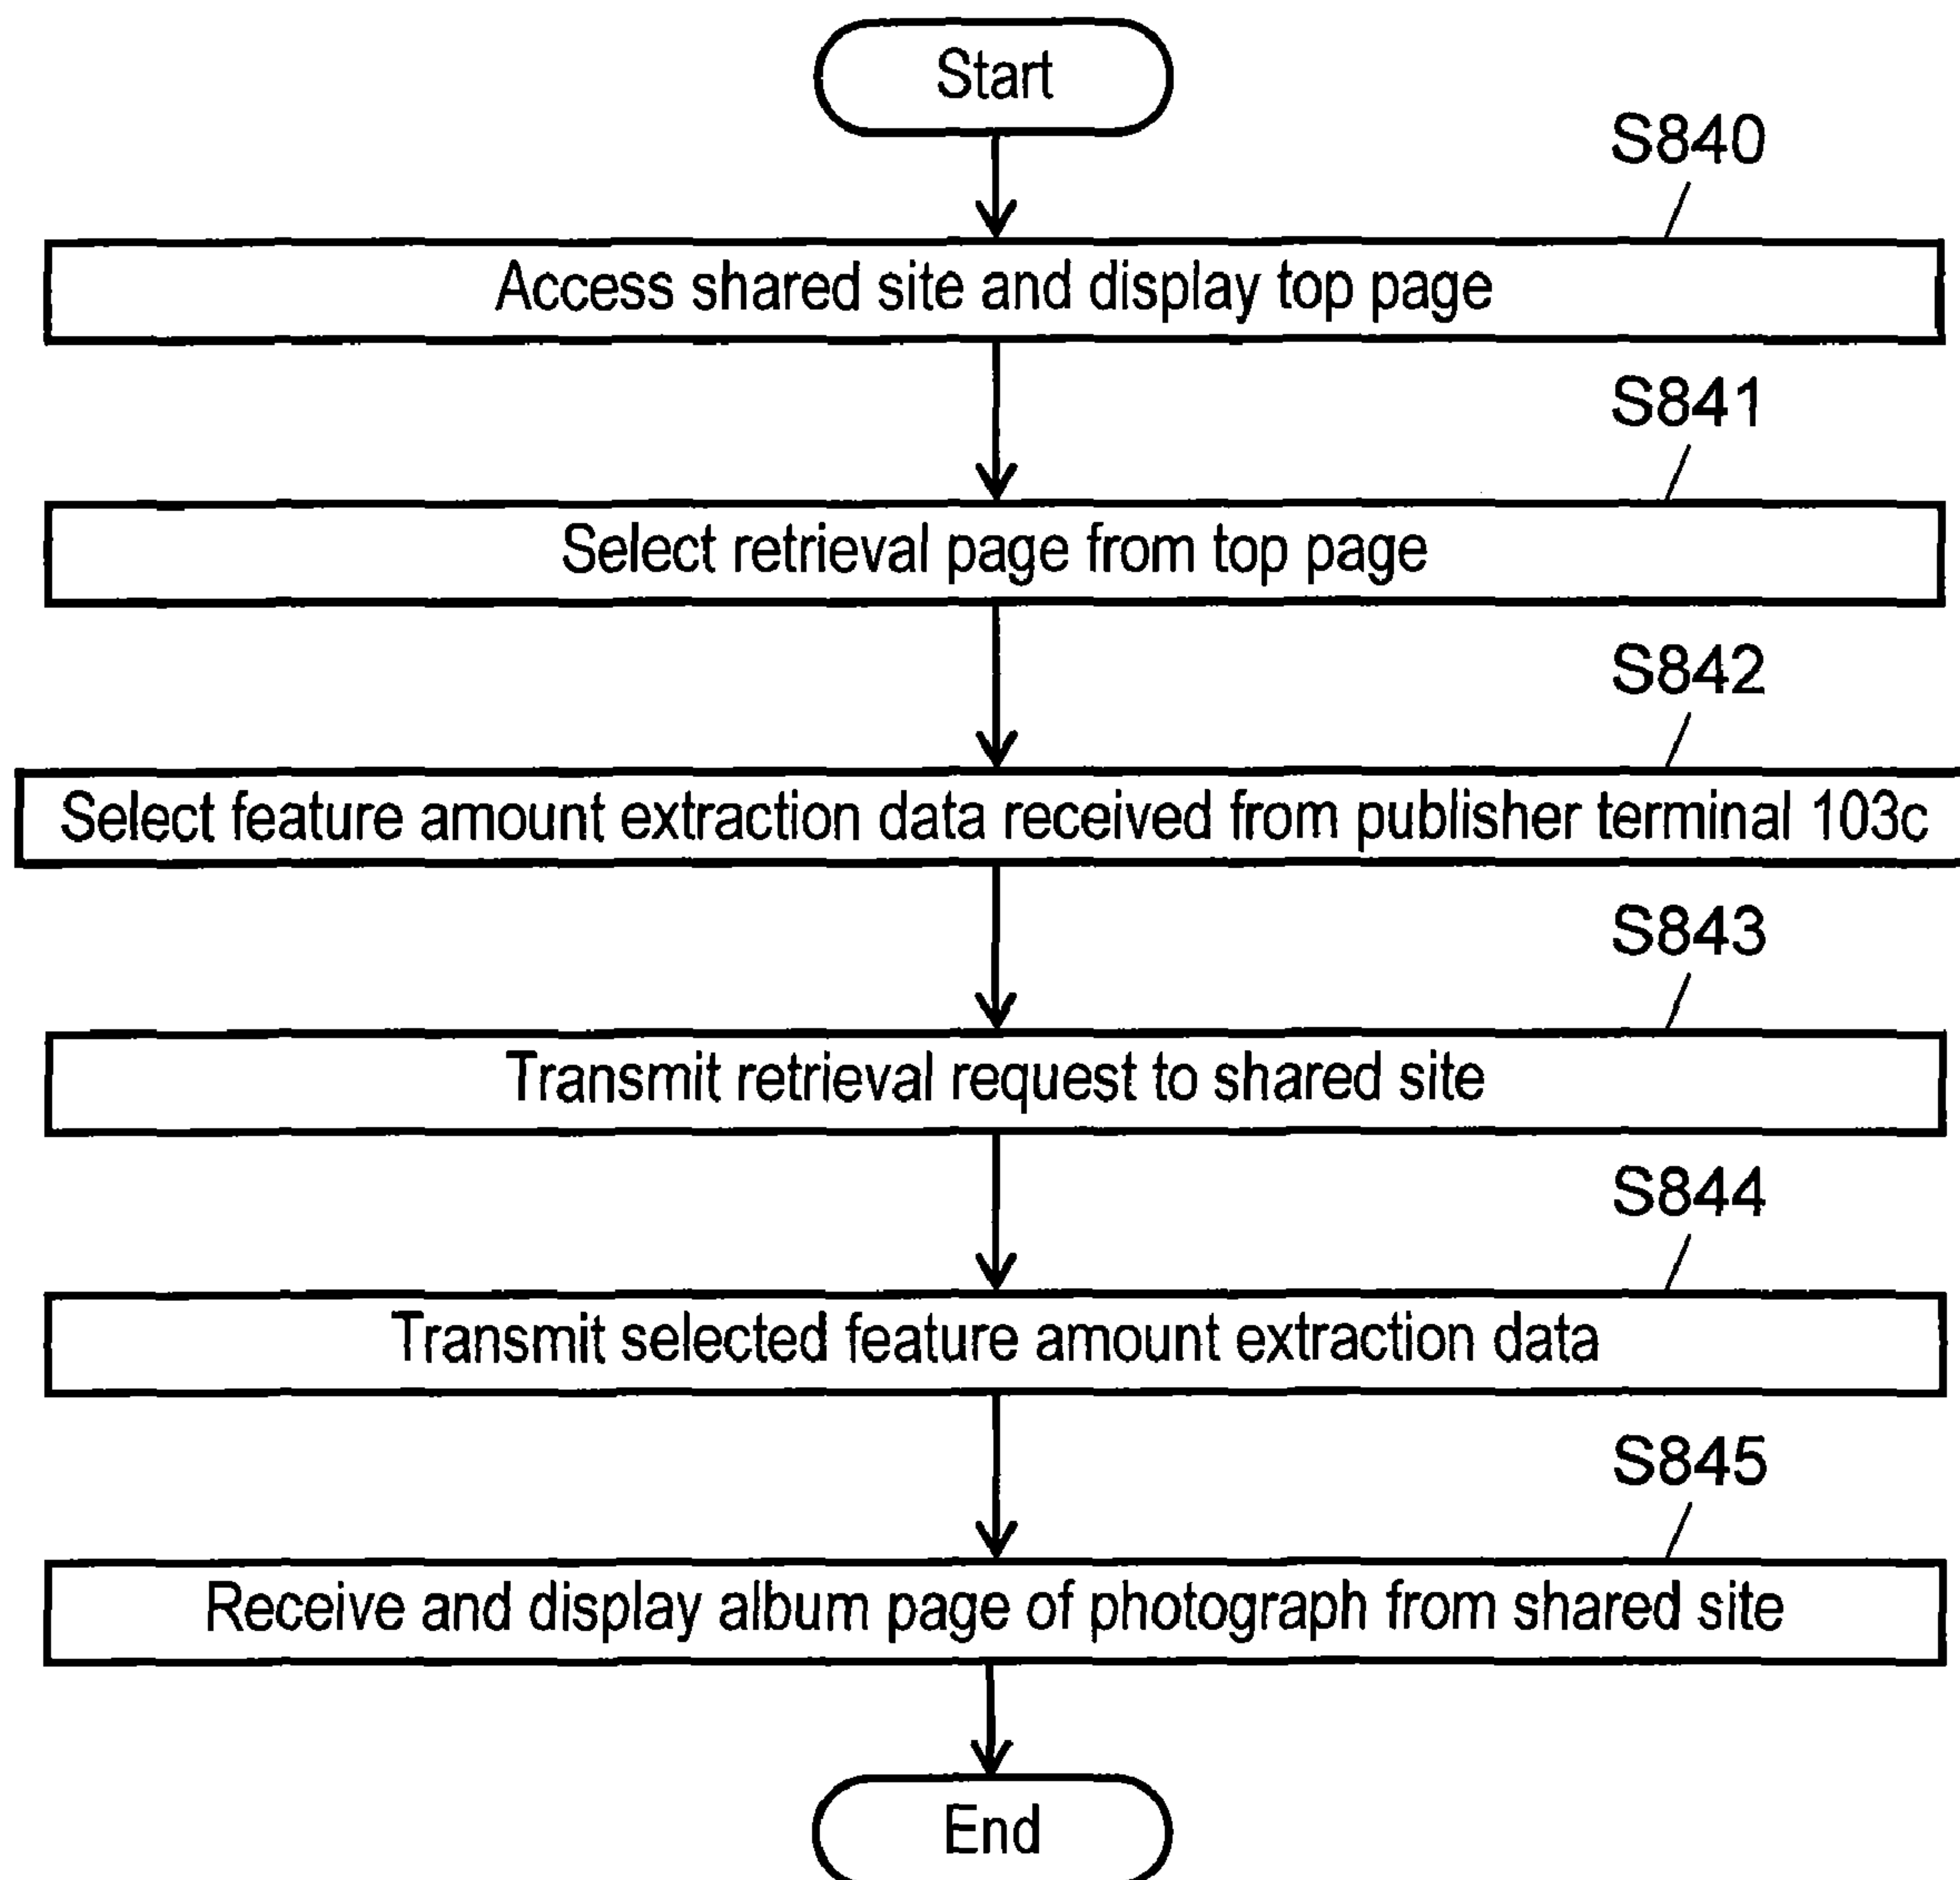 Start
S840
Access shared site and display top page
S841
Select retrieval page from top page
S842
Select feature amount extraction data received from publisher terminal 103c
S843
Transmit retrieval request to shared site
S844
Transmit selected feature amount extraction data
S845
Receive and display album page of photograph from shared site
End